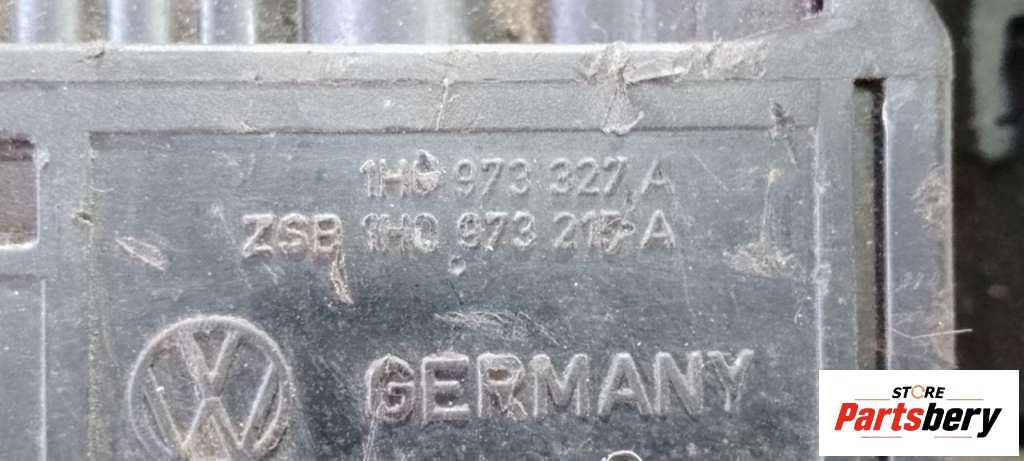 1H0 973 327 A
ZSB 1H0 973 215 A
GERMANY
STORE
Partsbery